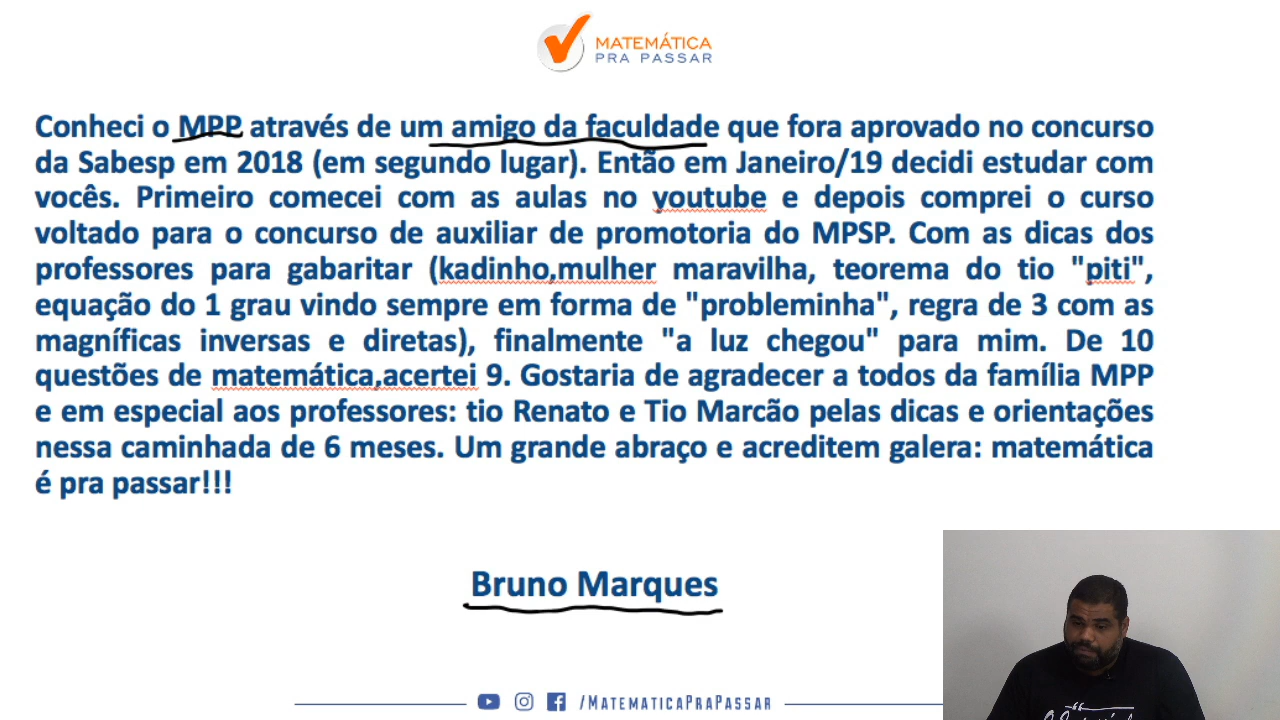 MATEMÁTICA
PRA PASSAR
Conheci o MPP através de um amigo da faculdade que fora aprovado no concurso
da Sabesp em 2018 (em segundo lugar). Então em Janeiro/19 decidi estudar com
vocês. Primeiro comecei com as aulas no youtube e depois comprei o curso
voltado para o concurso de auxiliar de promotoria do MPSP. Com as dicas dos
professores para gabaritar (kadinho,mulher maravilha, teorema do tio "piti",
equação do 1 grau vindo sempre em forma de "probleminha", regra de 3 com as
magníficas inversas e diretas), finalmente "a luz chegou" para mim. De 10
questões de matemática,acertei 9. Gostaria de agradecer a todos da família MPP
e em especial aos professores: tio Renato e Tio Marcão pelas dicas e orientações
nessa caminhada de 6 meses. Um grande abraço e acreditem galera: matemática
é pra passar!!!
Bruno Marques
/MATEMATICAPRAPASSAR